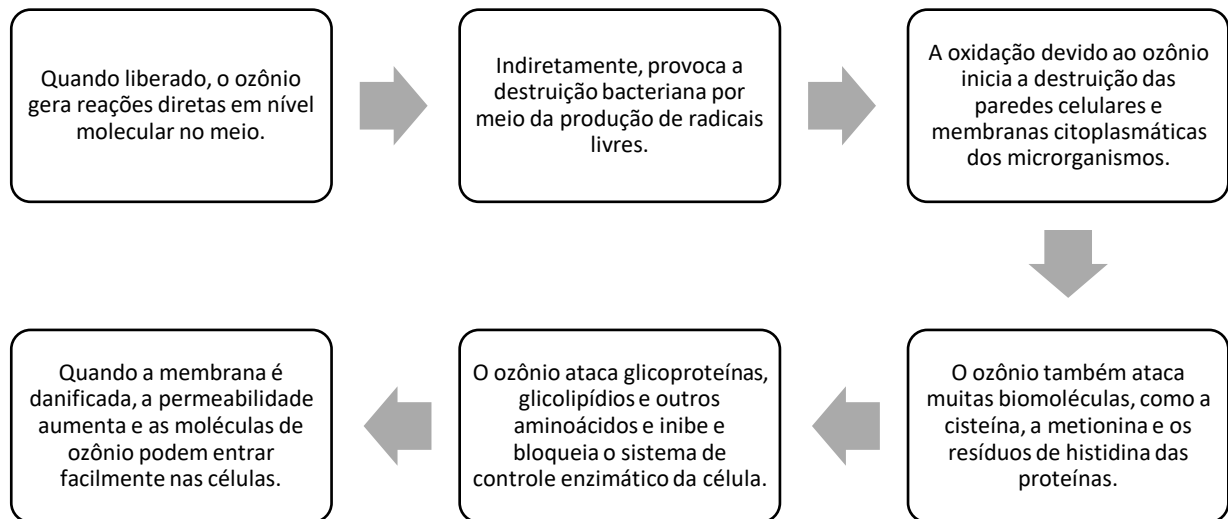 Quando liberado, o ozônio
gera reações diretas em nível
molecular no meio.
Indiretamente, provoca a
destruição bacteriana por
meio da produção de radicais
livres.
A oxidação devido ao ozônio
inicia a destruição das
paredes celulares e
membranas citoplasmáticas
dos microrganismos.
O ozônio também ataca
muitas biomoléculas, como a
cisteína, a metionina e os
resíduos de histidina das
proteínas.
O ozônio ataca glicoproteínas,
glicolipídios e outros
aminoácidos e inibe e
bloqueia o sistema de
controle enzimático da célula.
Quando a membrana é
danificada, a permeabilidade
aumenta e as moléculas de
ozônio podem entrar
facilmente nas células.